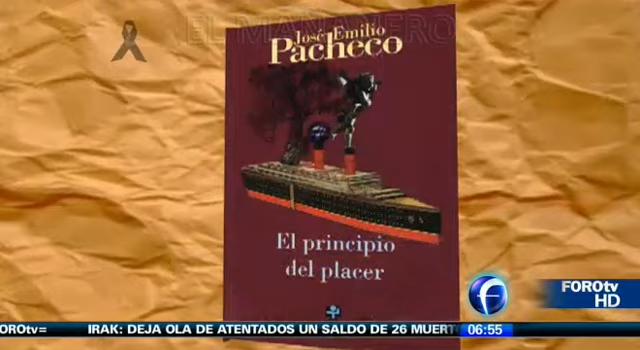 EL MAÑANERO
José Emilio
Pacheco
El principio
del placer
FOROtv
HD
FOROtv= IRAK: DEJA OLA DE ATENTADOS UN SALDO DE 26 MUERT
06:55